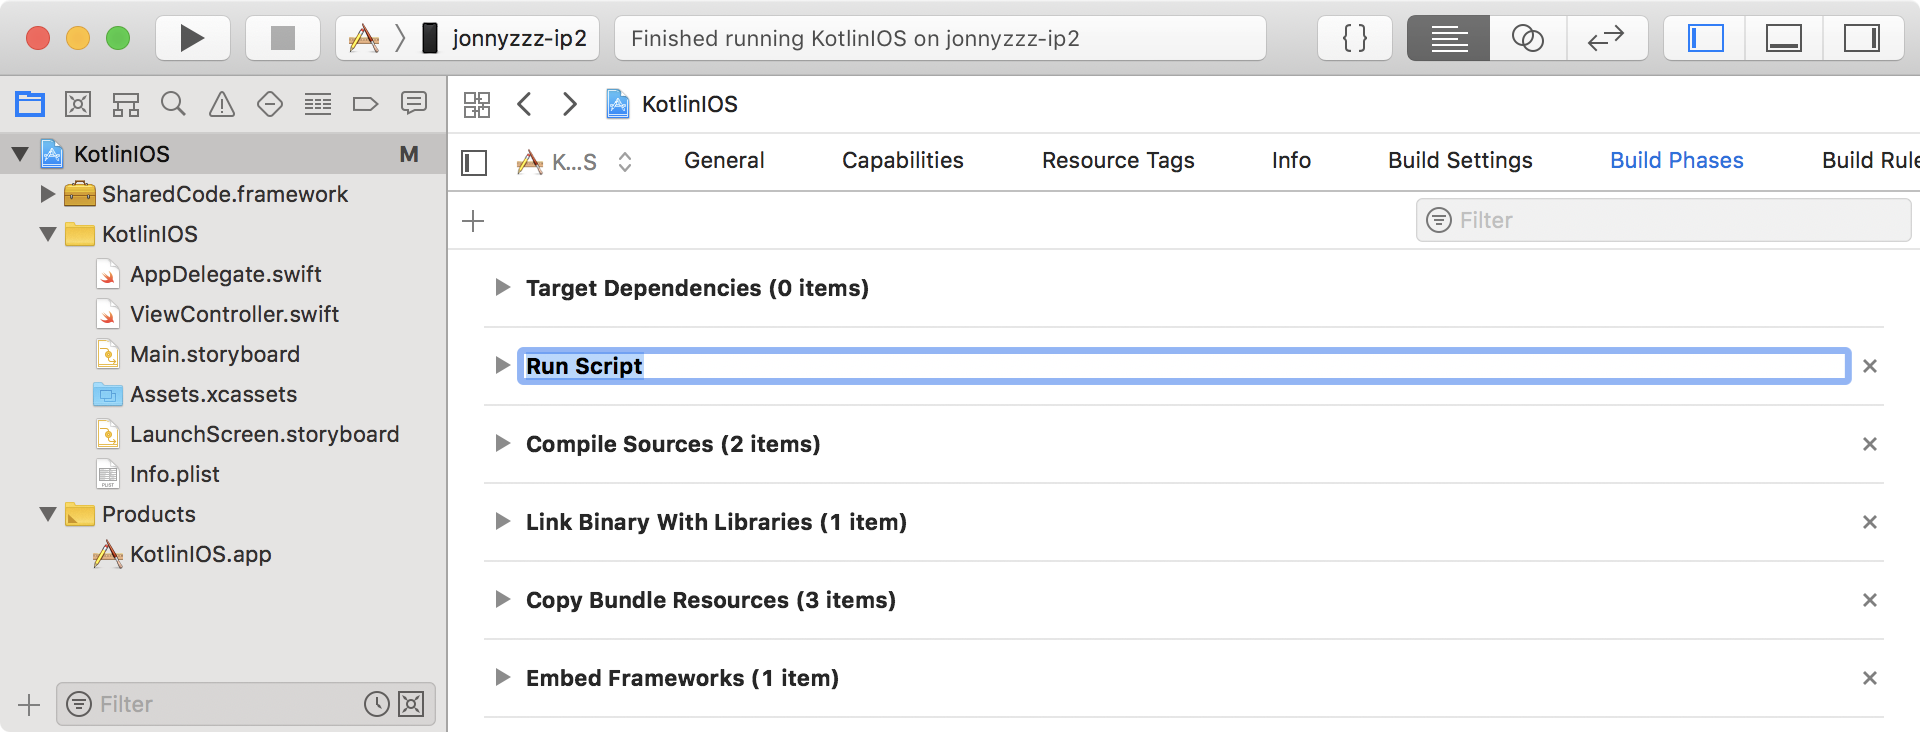 jonnyzzz-ip2
Finished running KotlinIOS on jonnyzzz-ip2
KotlinIOS
KotlinIOS M
K...S
General
Capabilities
Resource Tags
Info
Build Settings
Build Phases
Build Rule
SharedCode.framework
KotlinIOS
AppDelegate.swift
ViewController.swift
Main.storyboard
Assets.xcassets
LaunchScreen.storyboard
Info.plist
Products
KotlinIOS.app
Filter
Filter
Target Dependencies (0 items)
Run Script
Compile Sources (2 items)
Link Binary With Libraries (1 item)
Copy Bundle Resources (3 items)
Embed Frameworks (1 item)